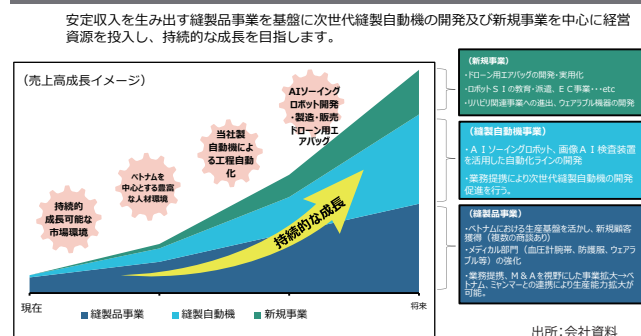 安定収入を生み出す縫製品事業を基盤に次世代縫製自動機の開発及び新規事業を中心に経営
資源を投入し、持続的な成長を目指します。
（売上高成長イメージ）
AIソーイング
ロボット開発
・製造・販売
ドローン用エ
アバッグ
当社製
自動機によ
る工程自動
化
ベトナムを
中心とする豊富
な人材環境
持続的
成長可能な
市場環境
持続的な成長
現在
将来
縫製品事業
縫製自動機
新規事業
（新規事業）
・ドローン用エアバッグの開発・実用化
・ロボットＳＩの教育・派遣、ＥＣ事業・・・etc
・リハビリ関連事業への進出、ウェアラブル機器の開発
（縫製自動機事業）
・ＡＩソーイングロボット、画像ＡＩ検査装置
を活用した自動化ラインの開発
・業務提携により次世代縫製自動機の開発
促進を行う。
（縫製品事業）
・ベトナムにおける生産基盤を活かし、新規顧客
獲得（複数の商談あり）
・メディカル部門（血圧計腕帯、防護服、ウェアラ
ブル等）の強化
・業務提携、Ｍ＆Ａを視野にした事業拡大→ベ
トナム、ミャンマーとの連携により生産能力拡大が
可能。
出所：会社資料